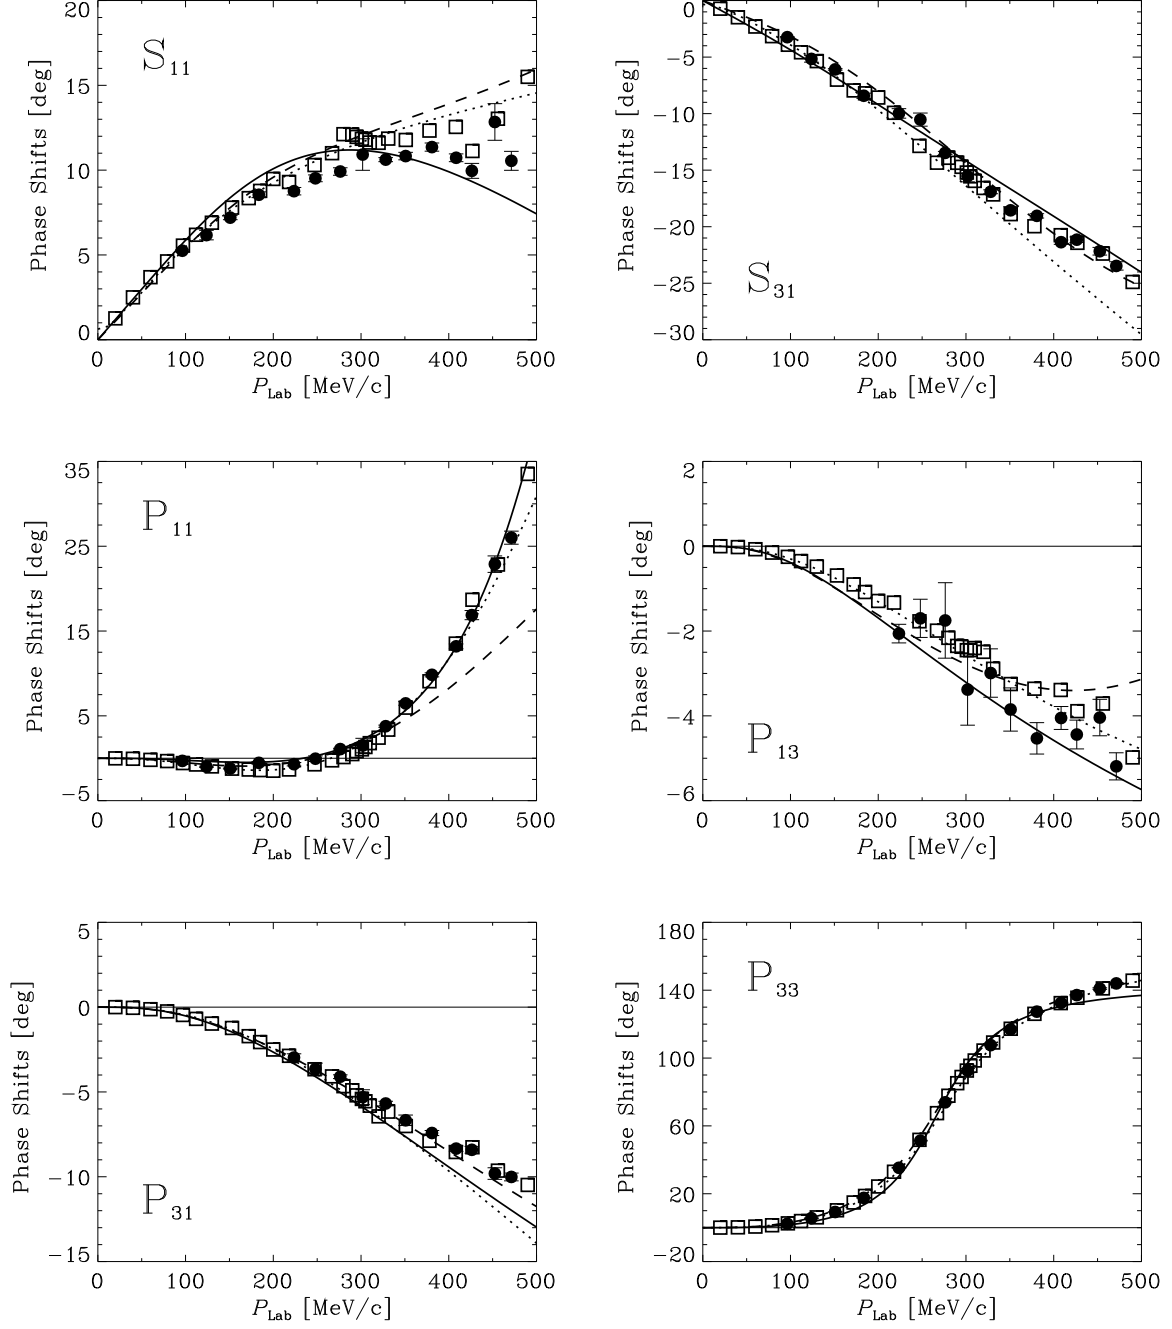 20
15
10
5
0
Phase Shifts [deg]
S11
0 100 200 300 400 500
PLab [MeV/c]
0
−5
−10
−15
−20
−25
−30
Phase Shifts [deg]
S31
0 100 200 300 400 500
PLab [MeV/c]
35
25
15
5
−5
Phase Shifts [deg]
P11
0 100 200 300 400 500
PLab [MeV/c]
2
0
−2
−4
−6
Phase Shifts [deg]
P13
0 100 200 300 400 500
PLab [MeV/c]
5
0
−5
−10
−15
Phase Shifts [deg]
P31
0 100 200 300 400 500
PLab [MeV/c]
180
140
100
60
20
−20
Phase Shifts [deg]
P33
0 100 200 300 400 500
PLab [MeV/c]